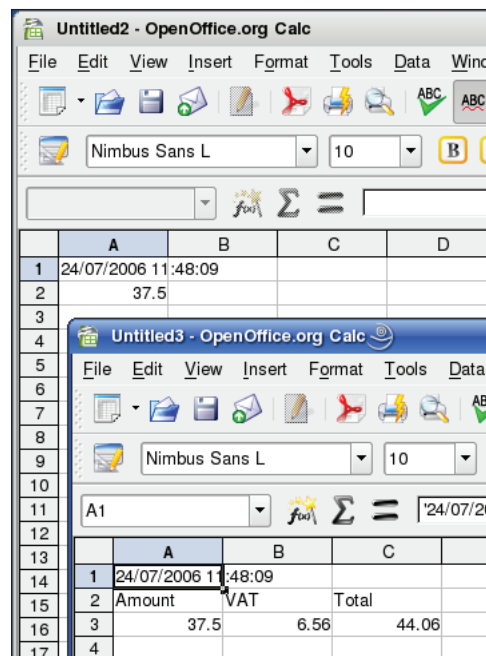 Untitled2 - OpenOffice.org Calc
File Edit View Insert Format Tools Data Wind
ABC ABC
Nimbus Sans L 10 B
f(x) Σ =
A B C D
1 24/07/2006 11:48:09
2 37.5
3
4
5
6
7
8
9
10
11
12
13
14
15
16
17
Untitled3 - OpenOffice.org Calc
File Edit View Insert Format Tools Data
AB
Nimbus Sans L 10
A1 f(x) Σ = '24/07/20
A B C
1 24/07/2006 11:48:09
2 Amount VAT Total
3 37.5 6.56 44.06
4